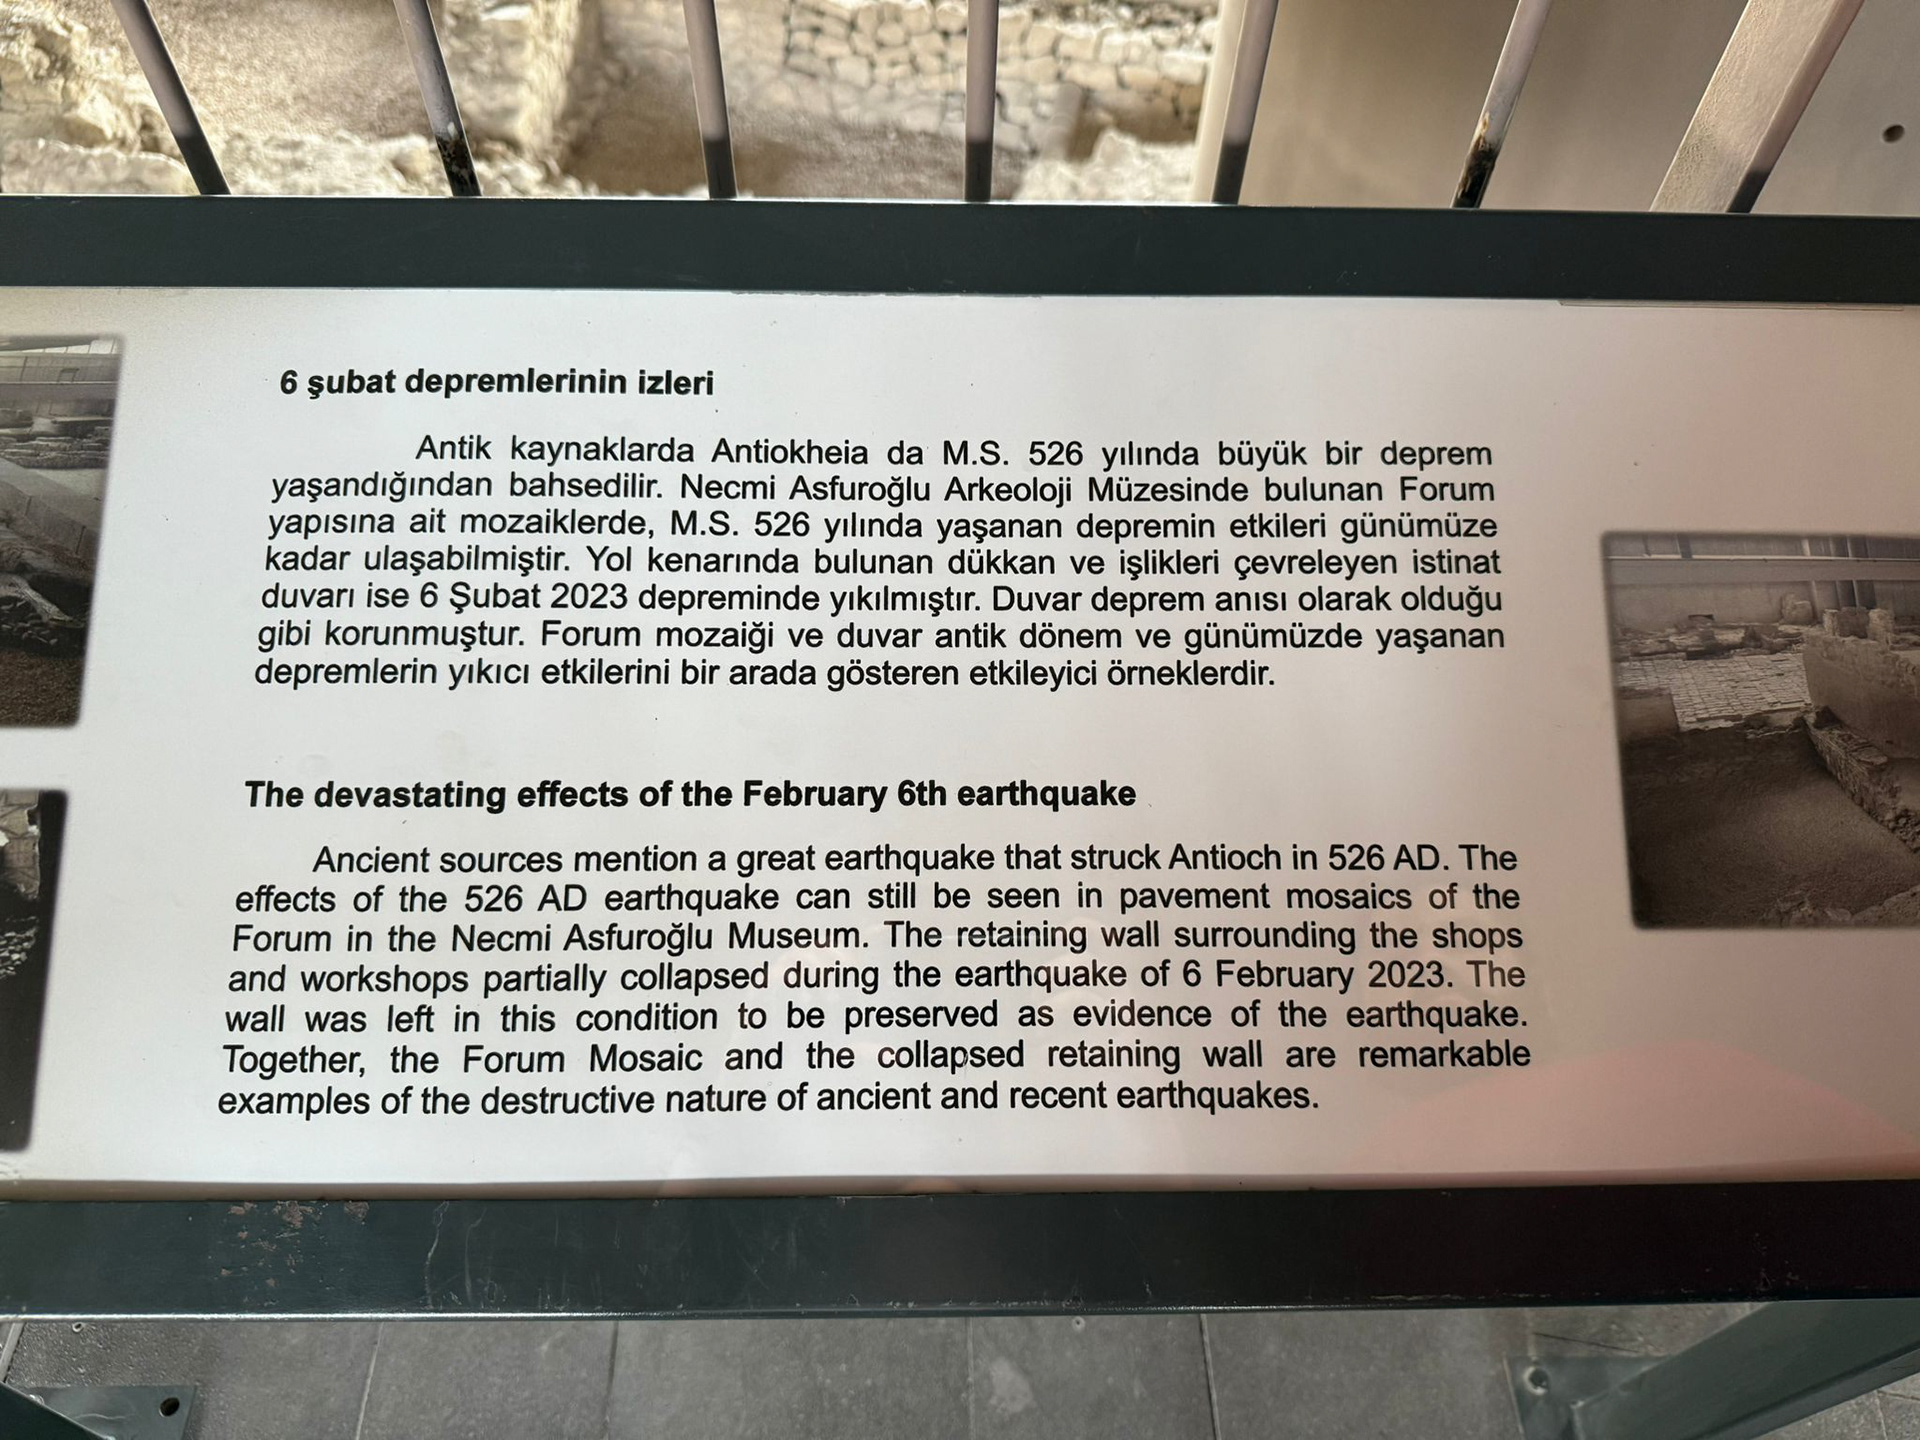 6 şubat depremlerinin izleri
Antik kaynaklarda Antiokheia da M.S. 526 yılında büyük bir deprem
yaşandığından bahsedilir. Necmi Asfuroğlu Arkeoloji Müzesinde bulunan Forum
yapısına ait mozaiklerde, M.S. 526 yılında yaşanan depremin etkileri günümüze
kadar ulaşabilmiştir. Yol kenarında bulunan dükkan ve işlikleri çevreleyen istinat
duvarı ise 6 Şubat 2023 depreminde yıkılmıştır. Duvar deprem anısı olarak olduğu
gibi korunmuştur. Forum mozaiği ve duvar antik dönem ve günümüzde yaşanan
depremlerin yıkıcı etkilerini bir arada gösteren etkileyici örneklerdir.
The devastating effects of the February 6th earthquake
Ancient sources mention a great earthquake that struck Antioch in 526 AD. The
effects of the 526 AD earthquake can still be seen in pavement mosaics of the
Forum in the Necmi Asfuroğlu Museum. The retaining wall surrounding the shops
and workshops partially collapsed during the earthquake of 6 February 2023. The
wall was left in this condition to be preserved as evidence of the earthquake.
Together, the Forum Mosaic and the collapsed retaining wall are remarkable
examples of the destructive nature of ancient and recent earthquakes.